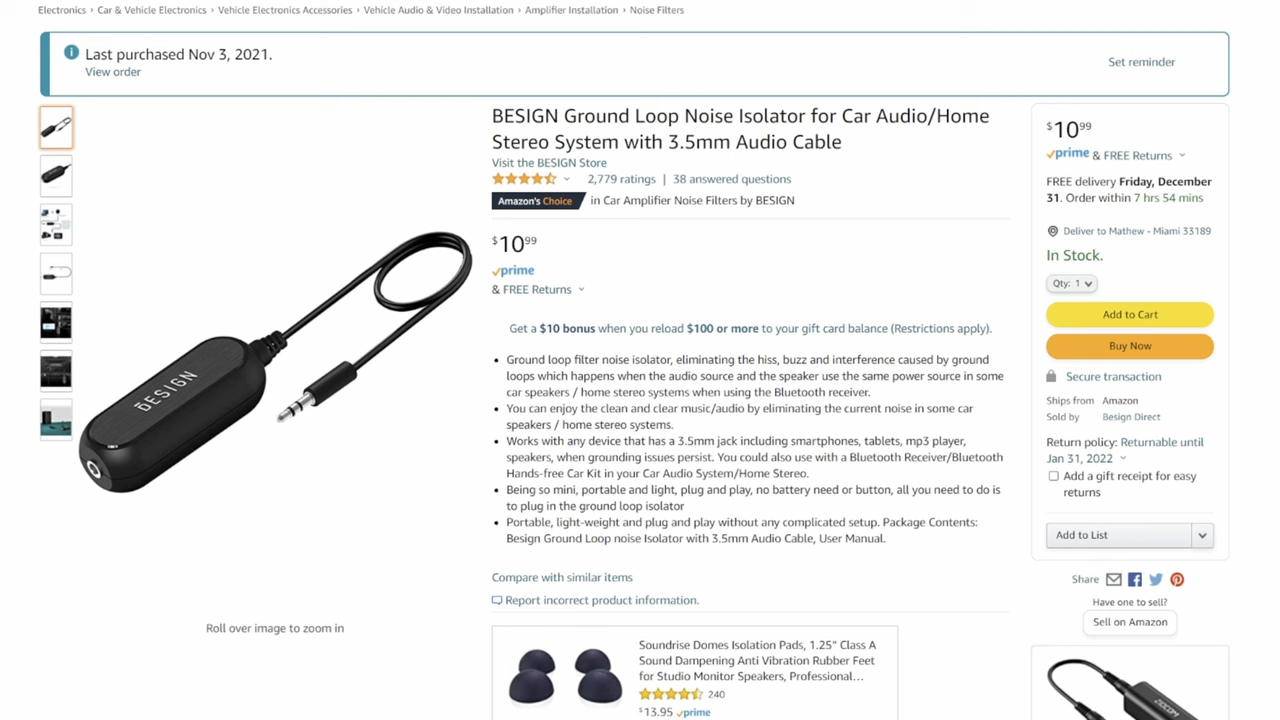 Electronics › Car & Vehicle Electronics › Vehicle Electronics Accessories › Vehicle Audio & Video Installation › Amplifier Installation › Noise Filters
Last purchased Nov 3, 2021.
View order
Set reminder
BESIGN Ground Loop Noise Isolator for Car Audio/Home
Stereo System with 3.5mm Audio Cable
Visit the BESIGN Store
2,779 ratings | 38 answered questions
Amazon's Choice in Car Amplifier Noise Filters by BESIGN
$10 99
prime
& FREE Returns
Get a $10 bonus when you reload $100 or more to your gift card balance (Restrictions apply).
• Ground loop filter noise isolator, eliminating the hiss, buzz and interference caused by ground
loops which happens when the audio source and the speaker use the same power source in some
car speakers / home stereo systems when using the Bluetooth receiver.
• You can enjoy the clean and clear music/audio by eliminating the current noise in some car
speakers / home stereo systems.
• Works with any device that has a 3.5mm jack including smartphones, tablets, mp3 player,
speakers, when grounding issues persist. You could also use with a Bluetooth Receiver/Bluetooth
Hands-free Car Kit in your Car Audio System/Home Stereo.
• Being so mini, portable and light, plug and play, no battery need or button, all you need to do is
to plug in the ground loop isolator
• Portable, light-weight and plug and play without any complicated setup. Package Contents:
Besign Ground Loop noise Isolator with 3.5mm Audio Cable, User Manual.
Compare with similar items
Report incorrect product information.
BESIGN
Roll over image to zoom in
Soundrise Domes Isolation Pads, 1.25" Class A
Sound Dampening Anti Vibration Rubber Feet
for Studio Monitor Speakers, Professional...
240
$13.95 prime
$10 99
prime & FREE Returns
FREE delivery Friday, December
31. Order within 7 hrs 54 mins
Deliver to Mathew - Miami 33189
In Stock.
Qty: 1
Add to Cart
Buy Now
Secure transaction
Ships from Amazon
Sold by Besign Direct
Return policy: Returnable until
Jan 31, 2022
Add a gift receipt for easy
returns
Add to List
Share
Have one to sell?
Sell on Amazon